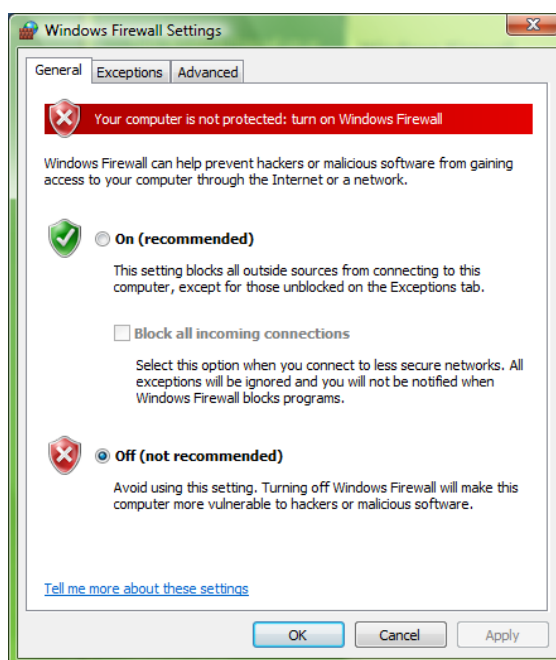 Windows Firewall Settings
General Exceptions Advanced
Your computer is not protected: turn on Windows Firewall
Windows Firewall can help prevent hackers or malicious software from gaining
access to your computer through the Internet or a network.
On (recommended)
This setting blocks all outside sources from connecting to this
computer, except for those unblocked on the Exceptions tab.
Block all incoming connections
Select this option when you connect to less secure networks. All
exceptions will be ignored and you will not be notified when
Windows Firewall blocks programs.
Off (not recommended)
Avoid using this setting. Turning off Windows Firewall will make this
computer more vulnerable to hackers or malicious software.
Tell me more about these settings
OK Cancel Apply